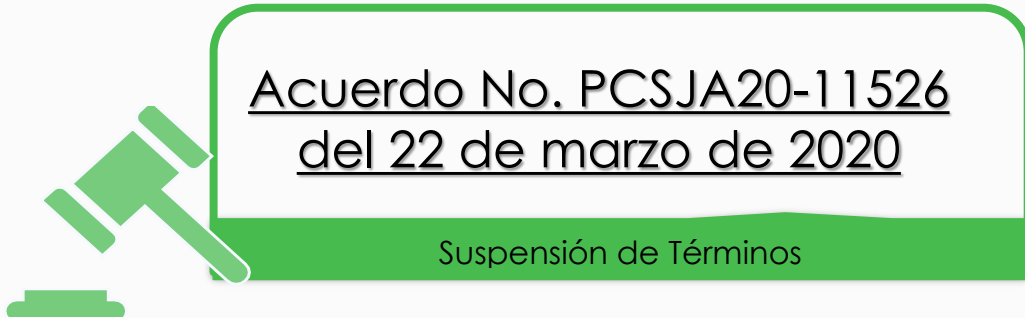 Acuerdo No. PCSJA20-11526
del 22 de marzo de 2020
Suspensión de Términos